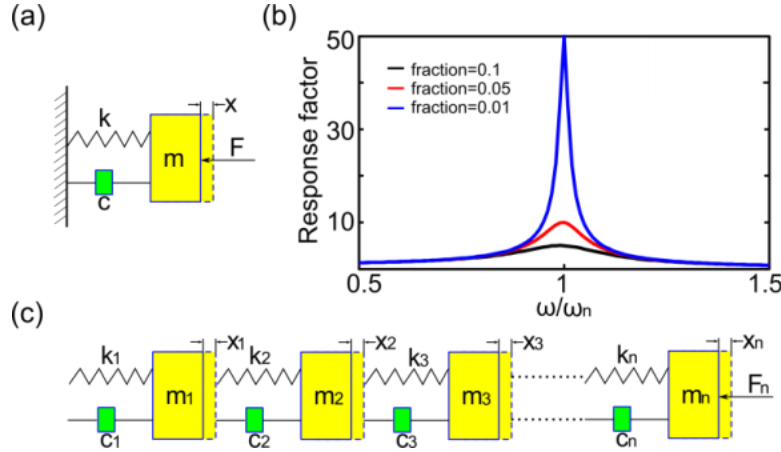 (a)
k
x
m
F
c
(b)
Response factor
50
30
10
fraction=0.1
fraction=0.05
fraction=0.01
0.5
1
1.5
ω/ωn
(c)
k1
x1
k2
x2
k3
x3
kn
xn
m1
m2
m3
mn
Fn
c1
c2
c3
cn